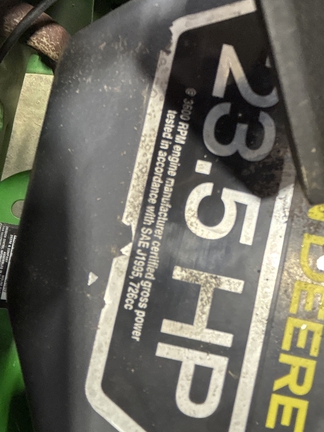 DEERE
23.5 HP
@ 3600 RPM engine manufacturer certified gross power
tested in accordance with SAE J1995, 726cc